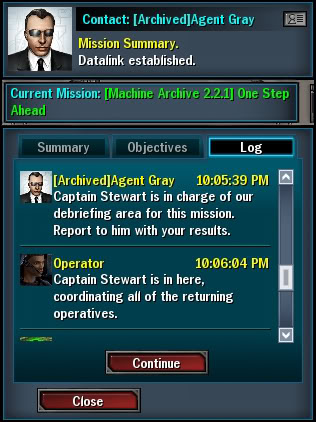 Contact: [Archived]Agent Gray
Mission Summary.
Datalink established.
Current Mission: [Machine Archive 2.2.1] One Step
Ahead
Summary
Objectives
Log
[Archived]Agent Gray 10:05:39 PM
Captain Stewart is in charge of our
debriefing area for this mission.
Report to him with your results.
Operator 10:06:04 PM
Captain Stewart is in here,
coordinating all of the returning
operatives.
Continue
Close